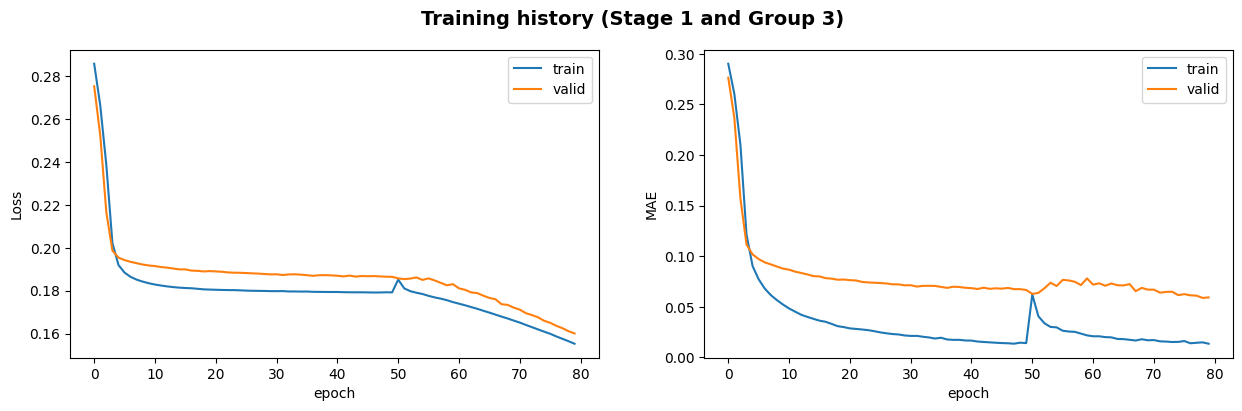 Training history (Stage 1 and Group 3)
Loss
0.28
0.26
0.24
0.22
0.20
0.18
0.16
0 10 20 30 40 50 60 70 80
epoch
train
valid
MAE
0.30
0.25
0.20
0.15
0.10
0.05
0.00
0 10 20 30 40 50 60 70 80
epoch
train
valid